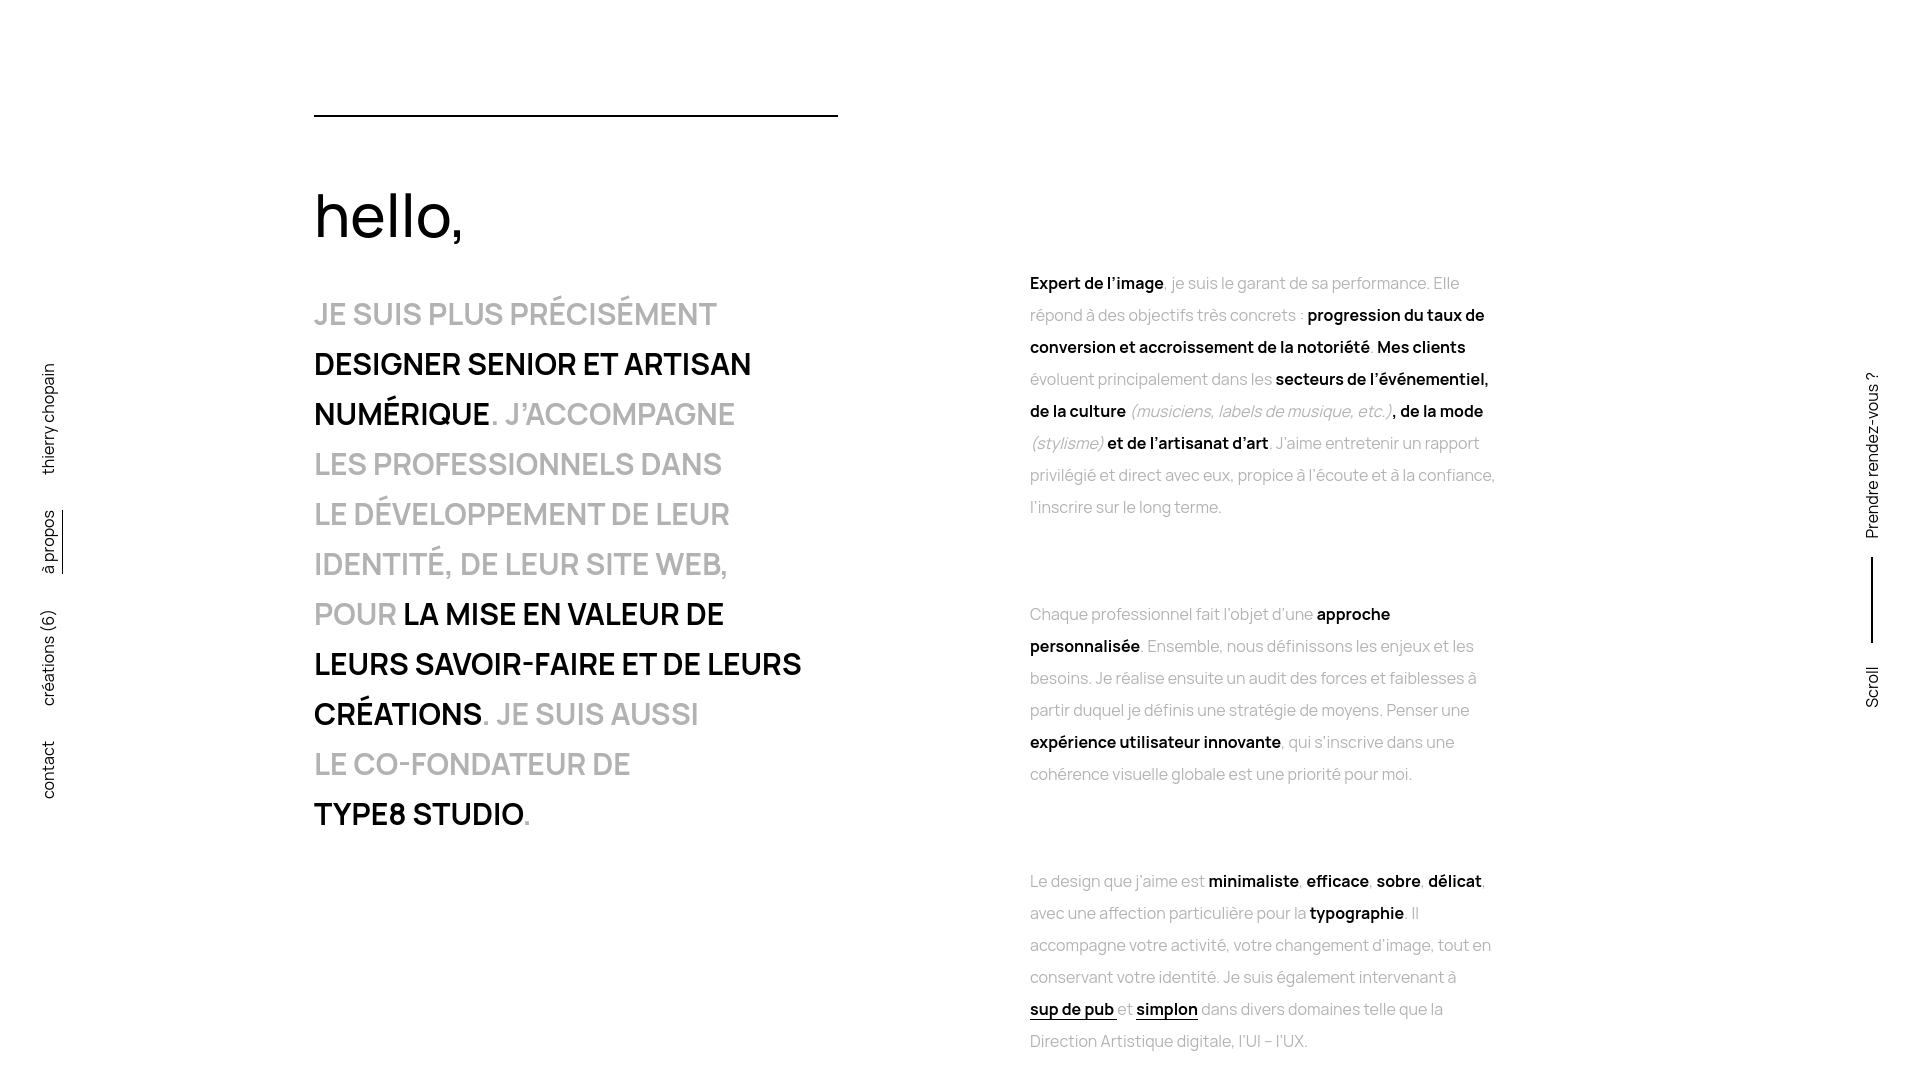 thierry chopain
à propos
créations (6)
contact
hello,
JE SUIS PLUS PRÉCISÉMENT
DESIGNER SENIOR ET ARTISAN
NUMÉRIQUE. J’ACCOMPAGNE
LES PROFESSIONNELS DANS
LE DÉVELOPPEMENT DE LEUR
IDENTITÉ, DE LEUR SITE WEB,
POUR LA MISE EN VALEUR DE
LEURS SAVOIR-FAIRE ET DE LEURS
CRÉATIONS. JE SUIS AUSSI
LE CO-FONDATEUR DE
TYPE8 STUDIO.
Expert de l’image, je suis le garant de sa performance. Elle
répond à des objectifs très concrets : progression du taux de
conversion et accroissement de la notoriété. Mes clients
évoluent principalement dans les secteurs de l’événementiel,
de la culture (musiciens, labels de musique, etc.), de la mode
(stylisme) et de l’artisanat d’art. J’aime entretenir un rapport
privilégié et direct avec eux, propice à l’écoute et à la confiance,
l’inscrire sur le long terme.
Chaque professionnel fait l’objet d’une approche
personnalisée. Ensemble, nous définissons les enjeux et les
besoins. Je réalise ensuite un audit des forces et faiblesses à
partir duquel je définis une stratégie de moyens. Penser une
expérience utilisateur innovante, qui s’inscrive dans une
cohérence visuelle globale est une priorité pour moi.
Le design que j’aime est minimaliste, efficace, sobre, délicat,
avec une affection particulière pour la typographie. Il
accompagne votre activité, votre changement d’image, tout en
conservant votre identité. Je suis également intervenant à
sup de pub et simplon dans divers domaines telle que la
Direction Artistique digitale, l’UI – l’UX.
Prendre rendez-vous ?
Scroll